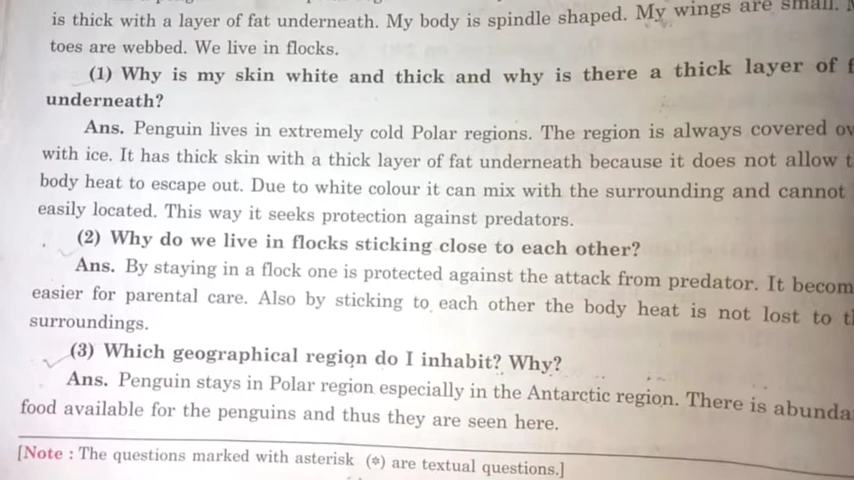 is thick with a layer of fat underneath. My body is spindle shaped. My wings are small.
toes are webbed. We live in flocks.
(1) Why is my skin white and thick and why is there a thick layer of
underneath?
Ans. Penguin lives in extremely cold Polar regions. The region is always covered
with ice. It has thick skin with a thick layer of fat underneath because it does not allow
body heat to escape out. Due to white colour it can mix with the surrounding and cannot
easily located. This way it seeks protection against predators.
(2) Why do we live in flocks sticking close to each other?
Ans. By staying in a flock one is protected against the attack from predator. It becom
easier for parental care. Also by sticking to each other the body heat is not lost to
surroundings.
(3) Which geographical region do I inhabit? Why?
Ans. Penguin stays in Polar region especially in the Antarctic region. There is abunda
food available for the penguins and thus they are seen here.
[Note : The questions marked with asterisk (*) are textual questions.]